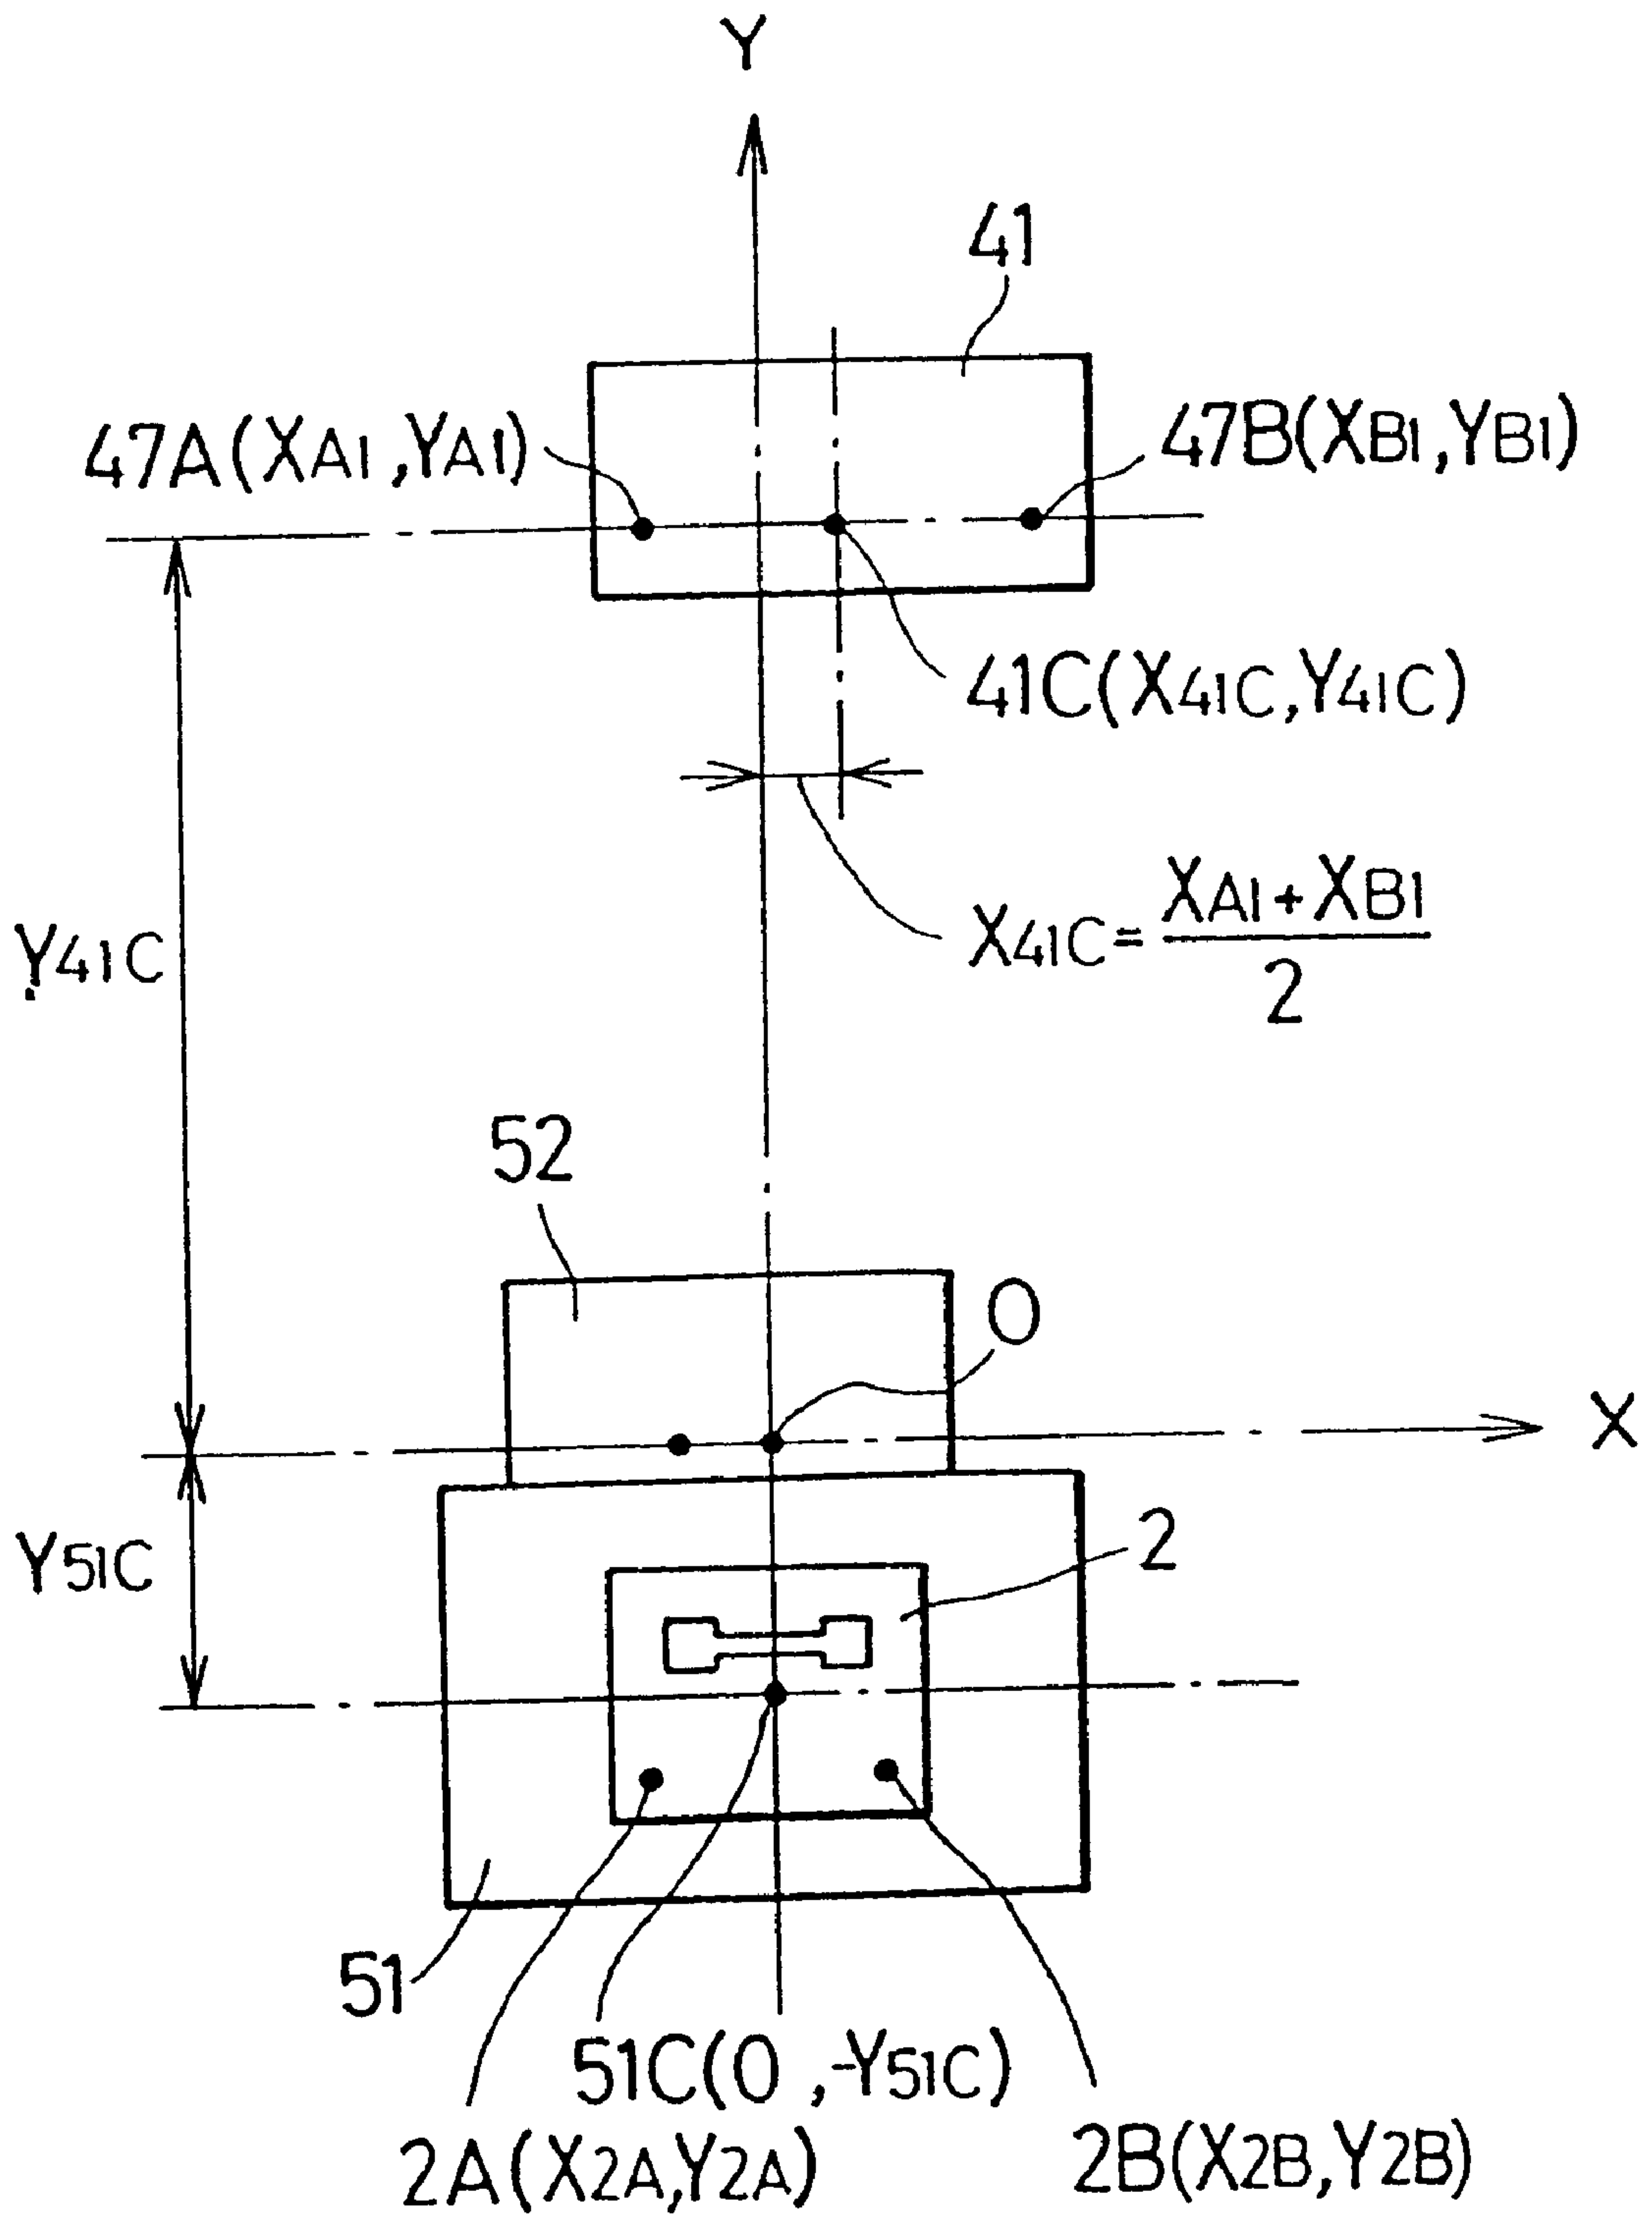 Y
41
47A(XA1,YA1)
47B(XB1,YB1)
41C(X41C,Y41C)
X41C=XA1+XB1/2
Y41C
52
O
X
Y51C
2
51
51C(0,-Y51C)
2A(X2A,Y2A)
2B(X2B,Y2B)